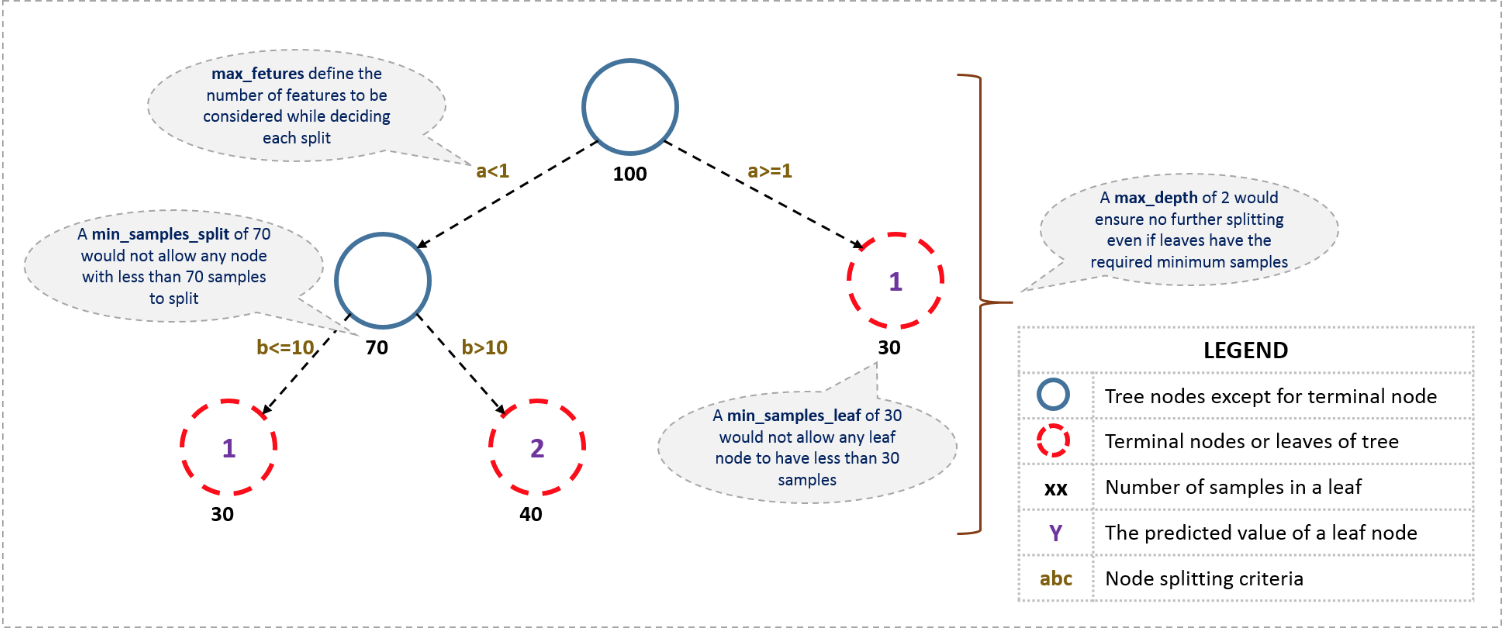 max_fetures define the
number of features to be
considered while deciding
each split
a<1
100
a>=1
A max_depth of 2 would
ensure no further splitting
even if leaves have the
required minimum samples
A min_samples_split of 70
would not allow any node
with less than 70 samples
to split
1
b<=10
70
b>10
30
A min_samples_leaf of 30
would not allow any leaf
node to have less than 30
samples
1
2
30
40
LEGEND
Tree nodes except for terminal node
Terminal nodes or leaves of tree
xx Number of samples in a leaf
Y The predicted value of a leaf node
abc Node splitting criteria